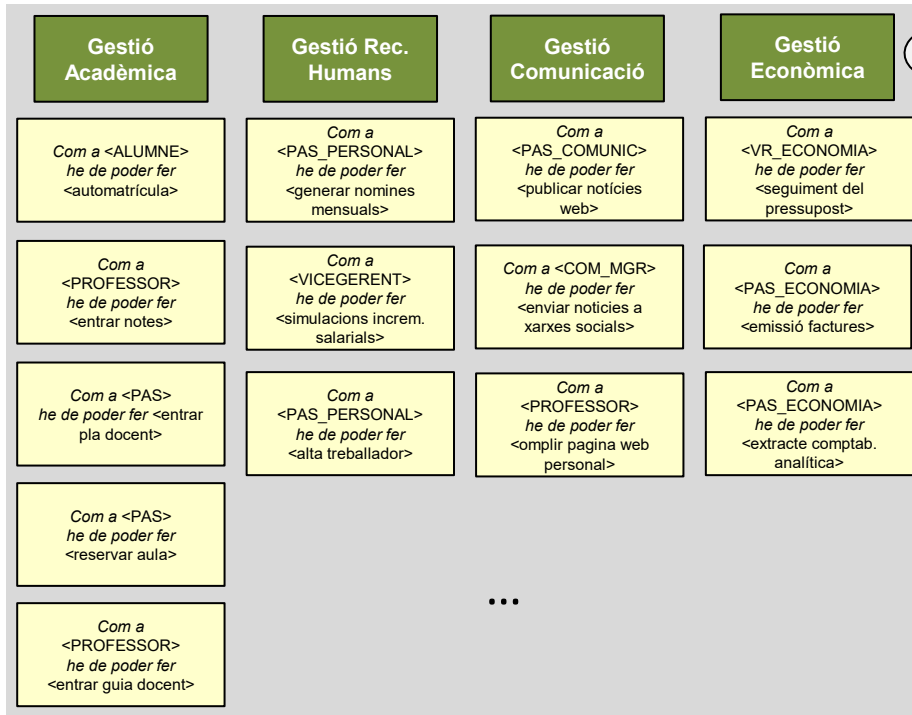 Gestió
Acadèmica
Gestió Rec.
Humans
Gestió
Comunicació
Gestió
Econòmica
Com a <ALUMNE>
he de poder fer
<automatrícula>
Com a
<PROFESSOR>
he de poder fer
<entrar notes>
Com a <PAS>
he de poder fer <entrar
pla docent>
Com a <PAS>
he de poder fer
<reservar aula>
Com a
<PROFESSOR>
he de poder fer
<entrar guia docent>
Com a
<PAS_PERSONAL>
he de poder fer
<generar nomines
mensuals>
Com a
<VICEGERENT>
he de poder fer
<simulacions increm.
salarials>
Com a
<PAS_PERSONAL>
he de poder fer
<alta treballador>
Com a
<PAS_COMUNIC>
he de poder fer
<publicar notícies
web>
Com a <COM_MGR>
he de poder fer
<enviar noticies a
xarxes socials>
Com a
<PROFESSOR>
he de poder fer
<omplir pagina web
personal>
Com a
<VR_ECONOMIA>
he de poder fer
<seguiment del
pressupost>
Com a
<PAS_ECONOMIA>
he de poder fer
<emissió factures>
Com a
<PAS_ECONOMIA>
he de poder fer
<extracte comptab.
analítica>
...